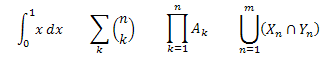 ∫₀¹ x dx   ∑ₖ (n k)   ∏ₖ₌₁ⁿ Aₖ   ⋃ₙ₌₁ᵐ (Xₙ ∩ Yₙ)